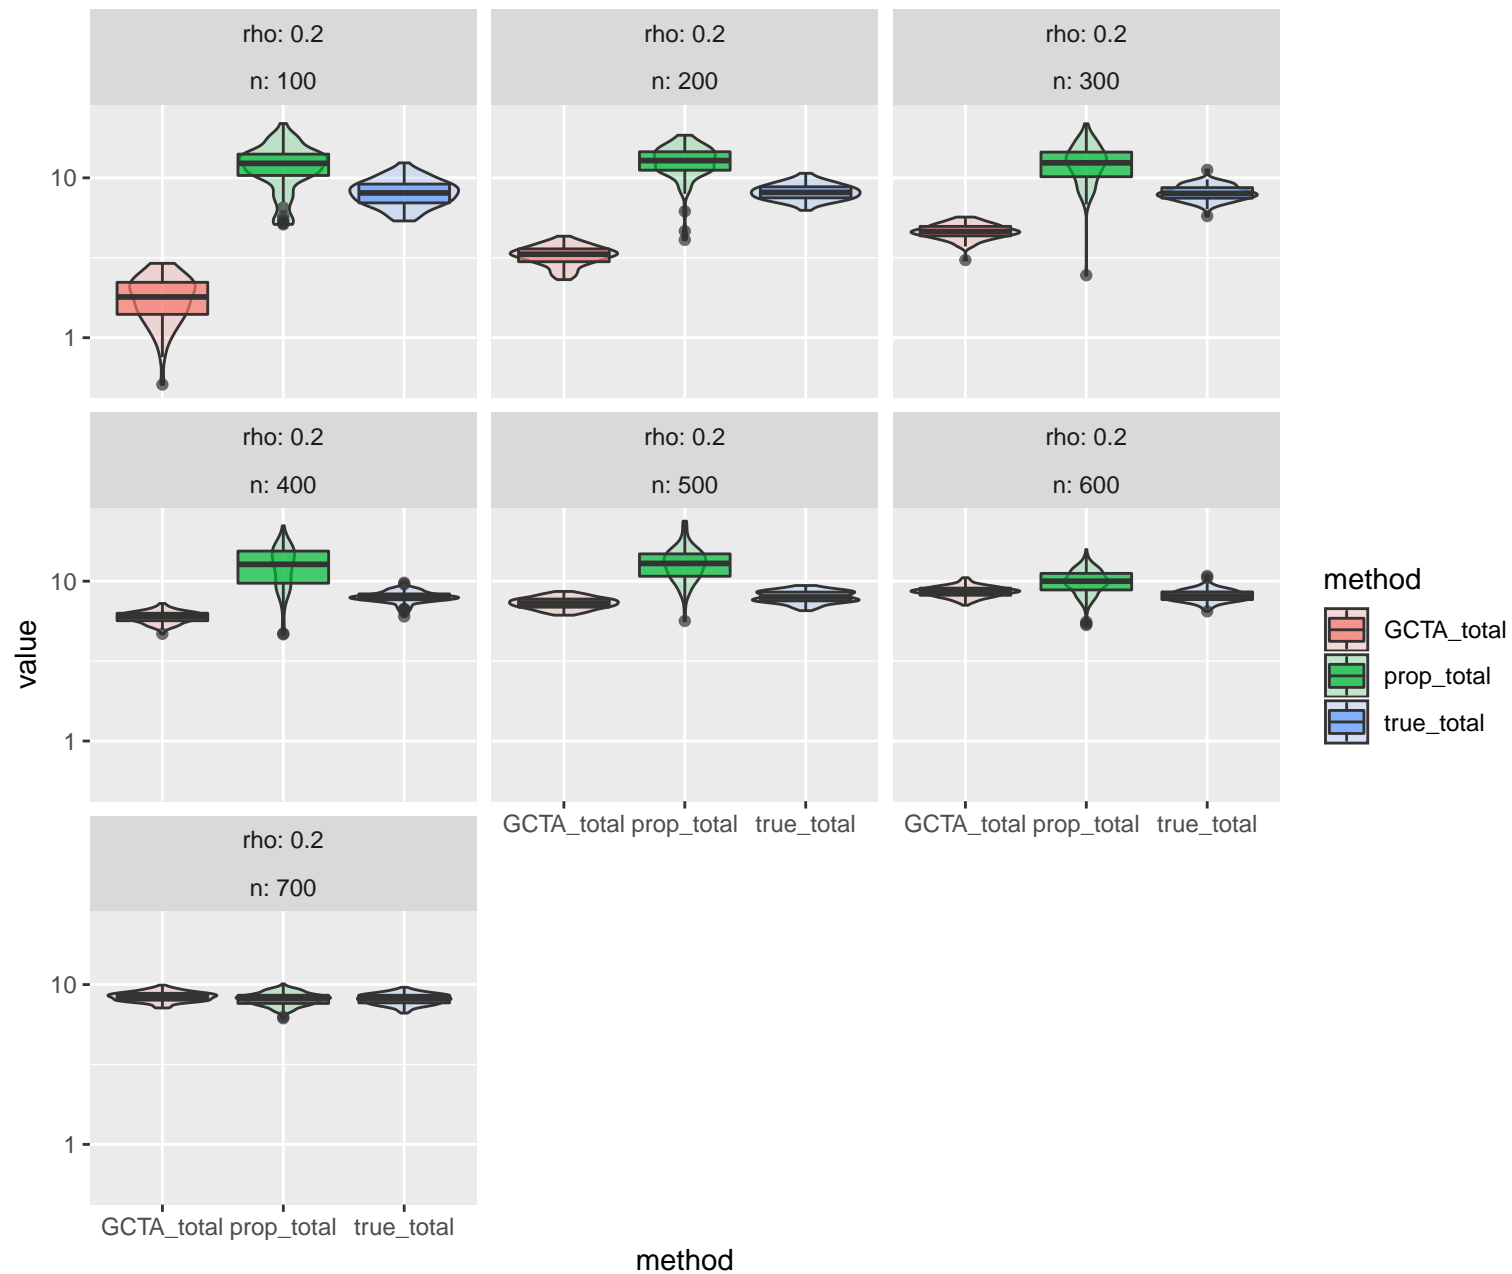 rho: 0.2
rho: 0.2
rho: 0.2
n: 100
n: 200
n: 300
10
1
rho: 0.2
rho: 0.2
rho: 0.2
n: 400
n: 500
n: 600
10
1
GCTA_total prop_total true_total
GCTA_total prop_total true_total
rho: 0.2
n: 700
10
1
GCTA_total prop_total true_total
value
method
method
GCTA_total
prop_total
true_total